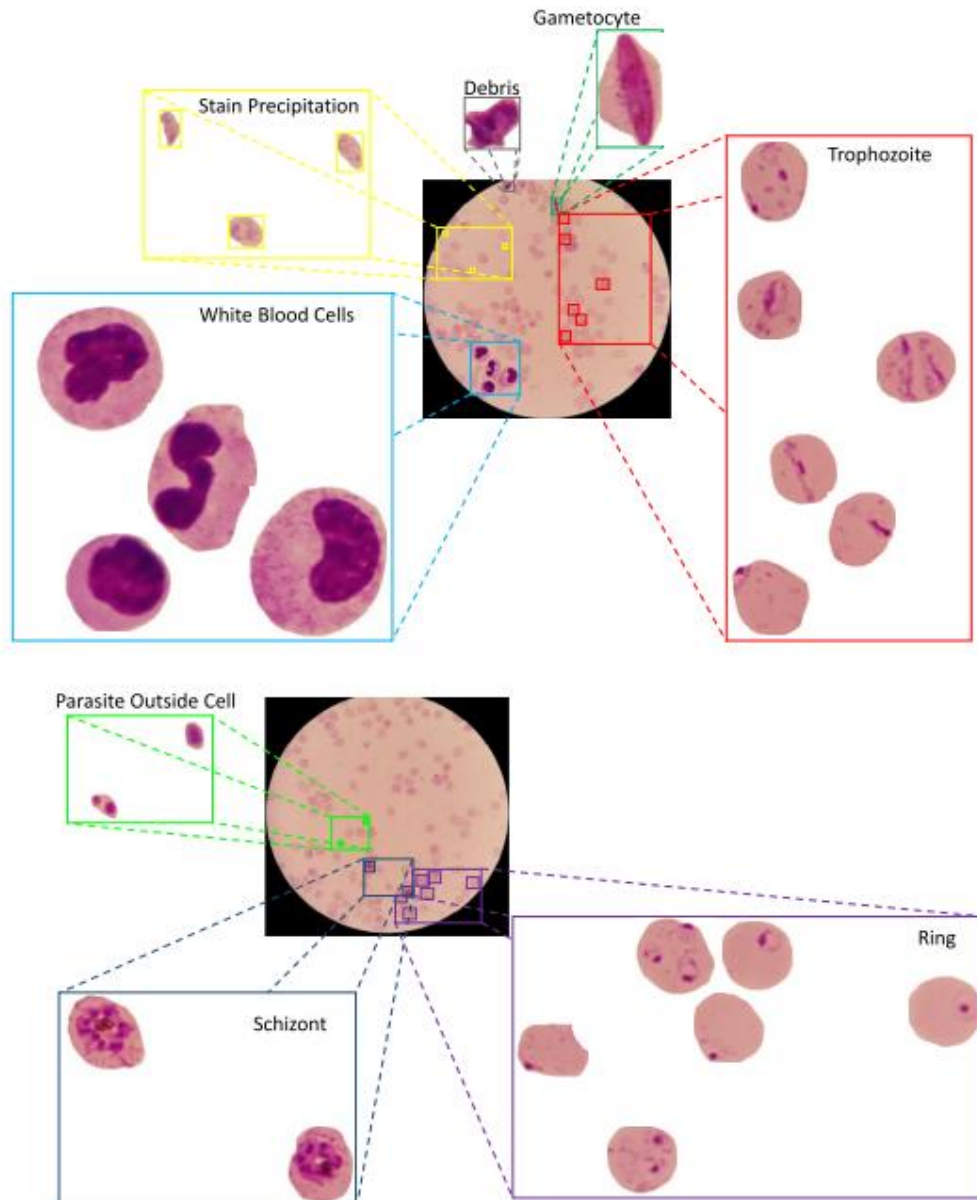 Gametocyte
Debris
Stain Precipitation
Trophozoite
White Blood Cells
Parasite Outside Cell
Ring
Schizont